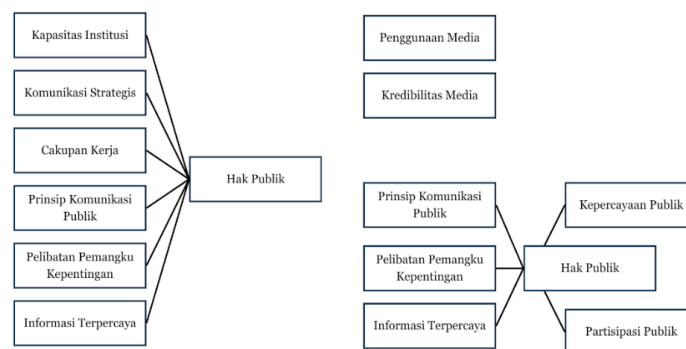 Kapasitas Institusi
Komunikasi Strategis
Cakupan Kerja
Prinsip Komunikasi
Publik
Pelibatan Pemangku
Kepentingan
Informasi Terpercaya
Hak Publik
Penggunaan Media
Kredibilitas Media
Prinsip Komunikasi
Publik
Pelibatan Pemangku
Kepentingan
Informasi Terpercaya
Hak Publik
Kepercayaan Publik
Partisipasi Publik